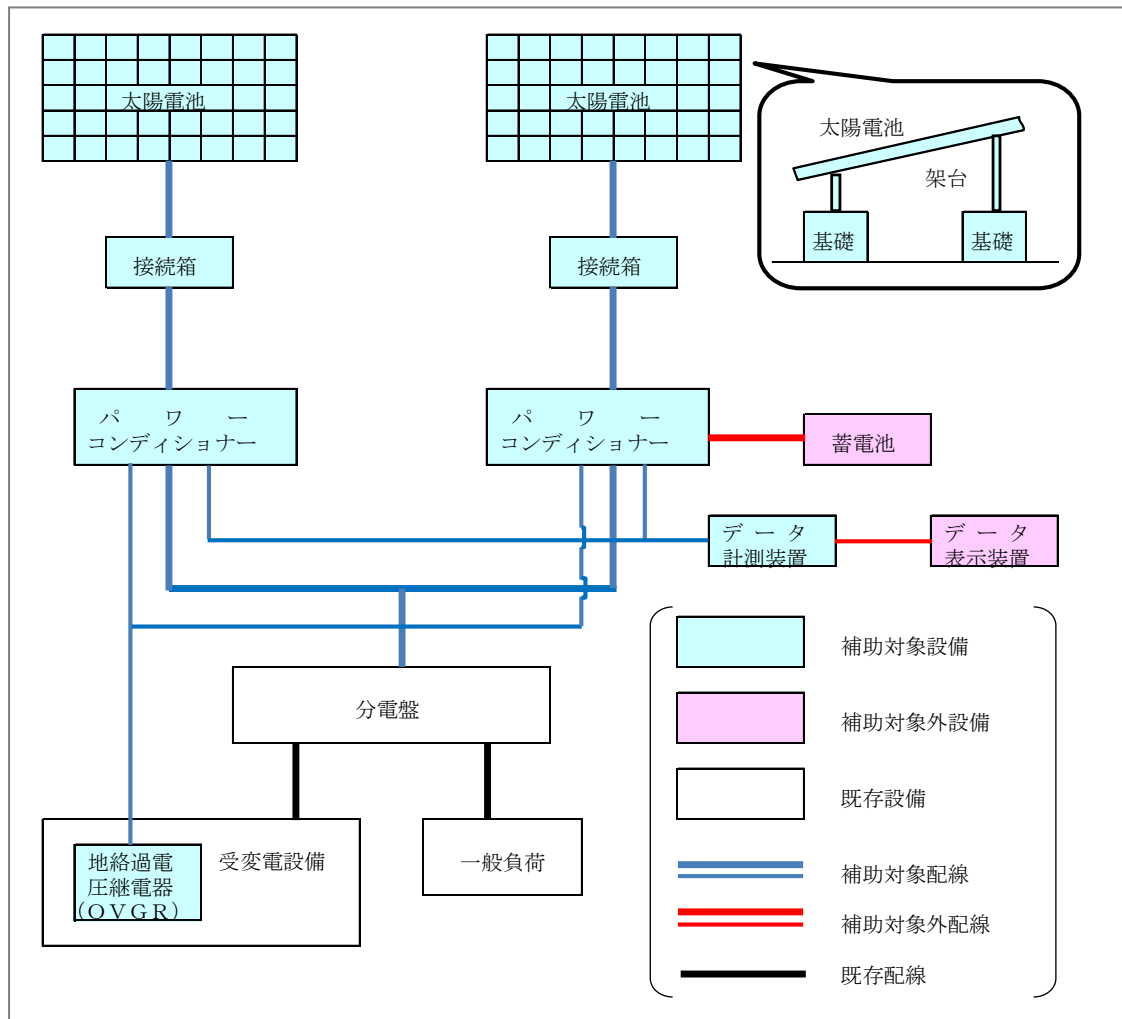 太陽電池
太陽電池
太陽電池
架台
基礎
基礎
接続箱
接続箱
パワー
コンディショナー
パワー
コンディショナー
蓄電池
データ
計測装置
データ
表示装置
分電盤
地絡過電
圧継電器
(OVGR)
受変電設備
一般負荷
補助対象設備
補助対象外設備
既存設備
補助対象配線
補助対象外配線
既存配線